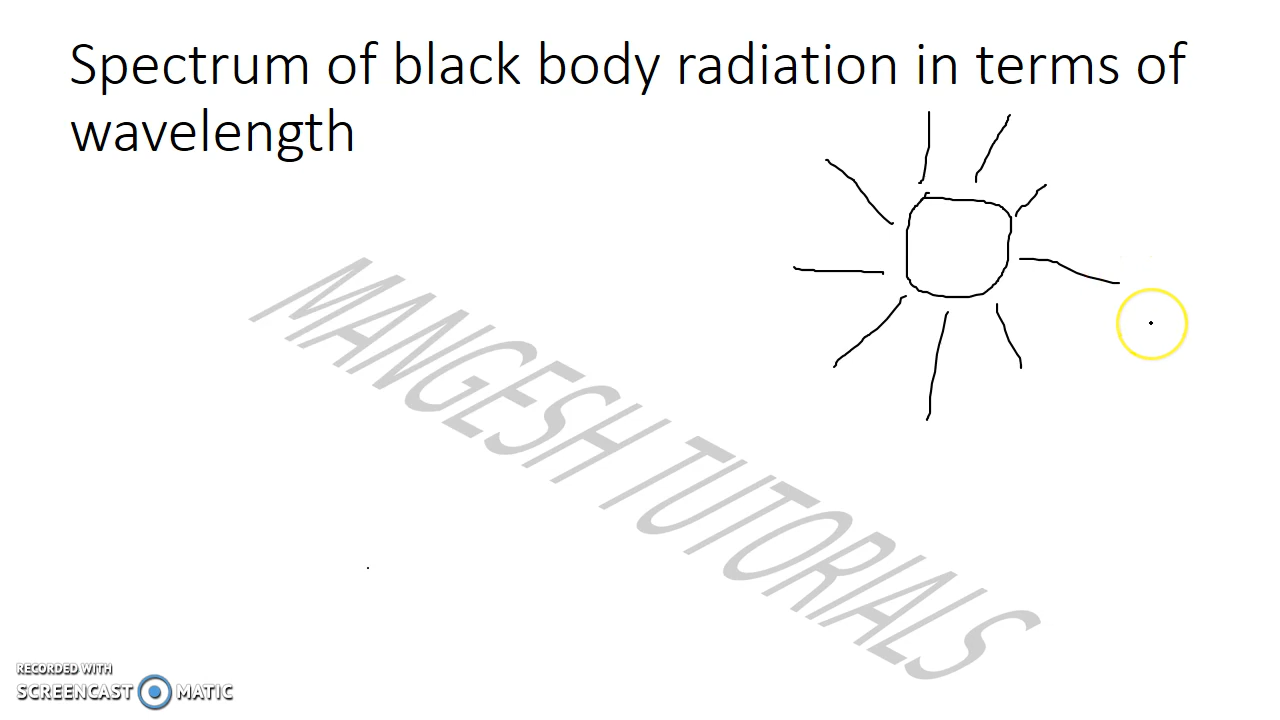 Spectrum of black body radiation in terms of
wavelength
MANGESH TUTORIALS
RECORDED WITH
SCREENCAST MATIC